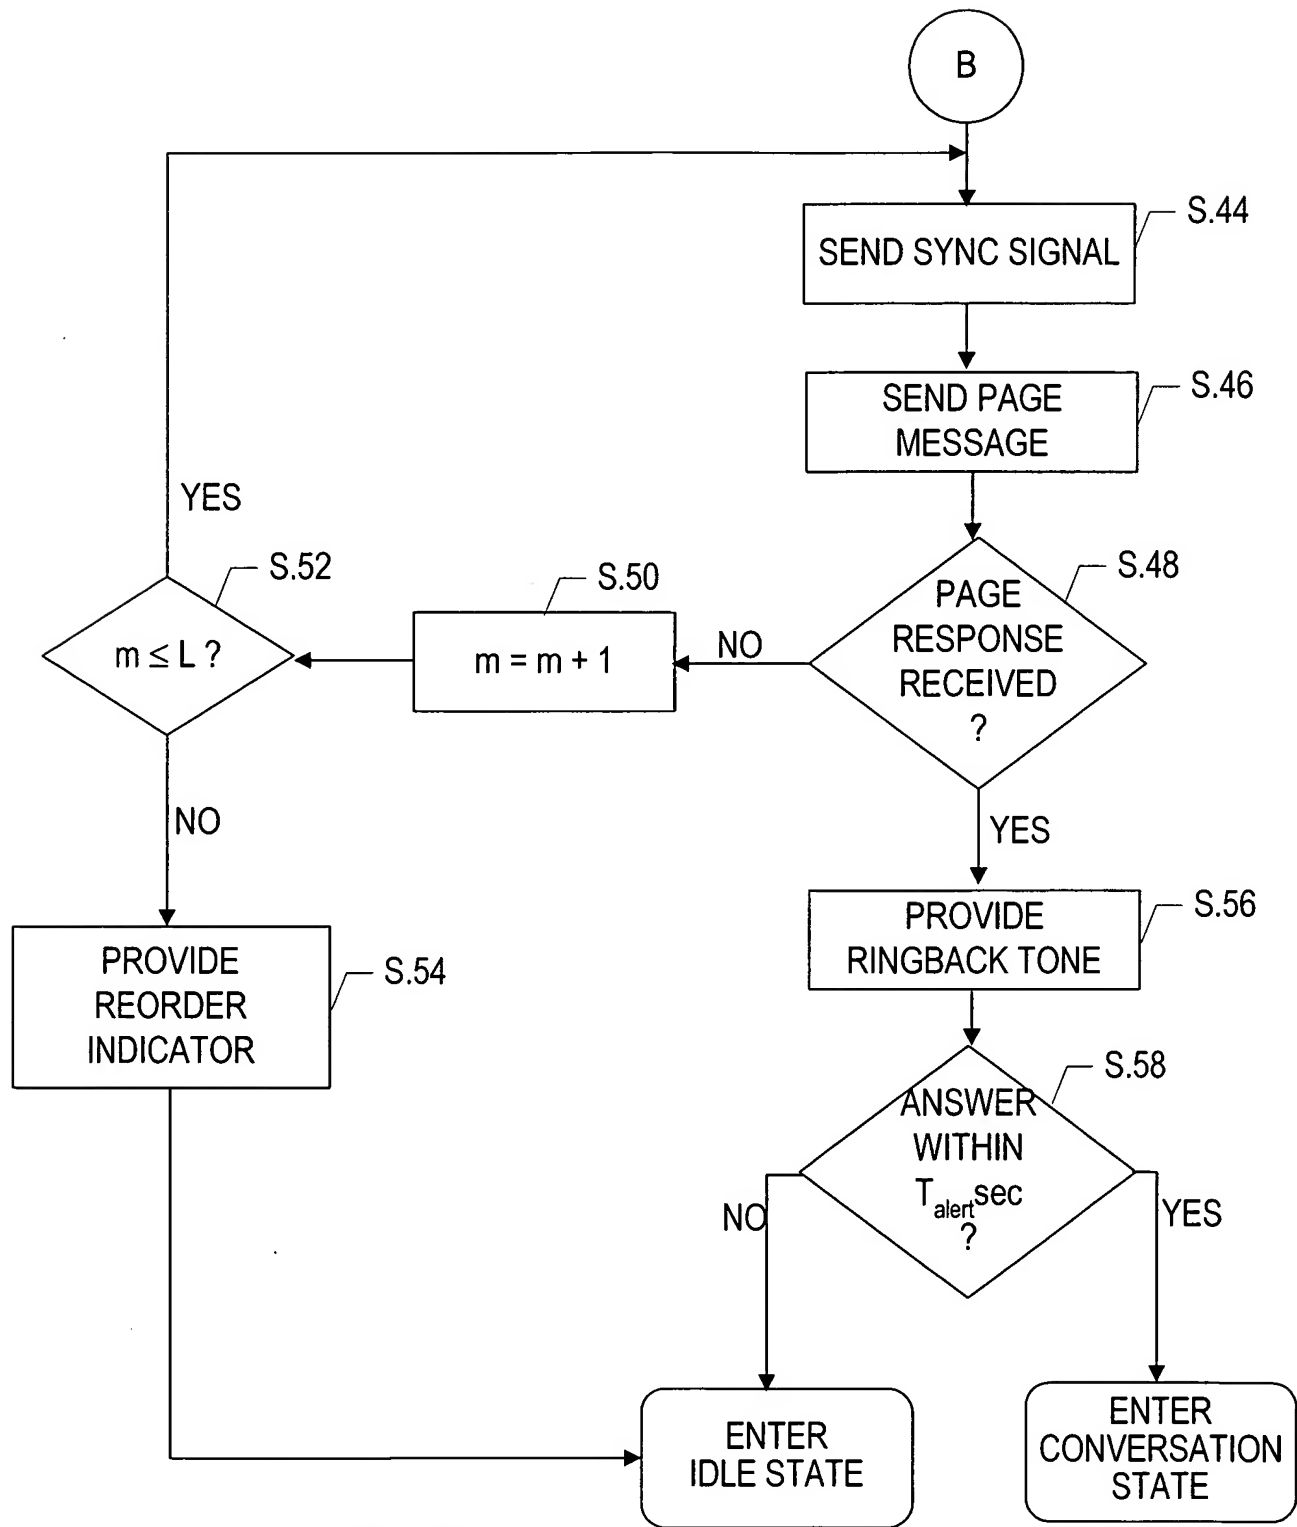 B
S.44
SEND SYNC SIGNAL
S.46
SEND PAGE
MESSAGE
YES
S.52
S.50
S.48
PAGE
RESPONSE
RECEIVED
?
m ≤ L ?
m = m + 1
NO
NO
YES
S.56
PROVIDE
RINGBACK TONE
PROVIDE
REORDER
INDICATOR
S.54
S.58
ANSWER
WITHIN
T_alert sec
?
NO
YES
ENTER
IDLE STATE
ENTER
CONVERSATION
STATE